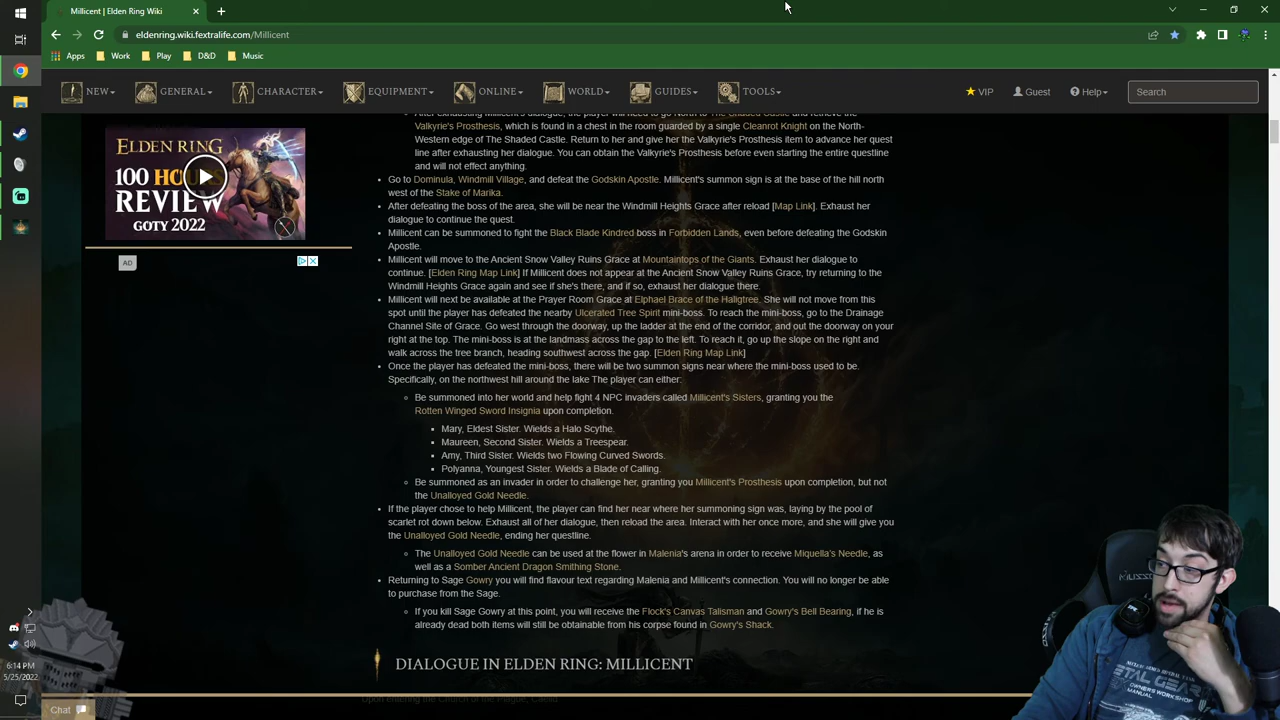 Millicent | Elden Ring Wiki
eldenring.wiki.fextralife.com/Millicent
Apps Work Play D&D Music
NEW GENERAL CHARACTER EQUIPMENT ONLINE WORLD GUIDES TOOLS VIP Guest Help Search
ELDEN RING
100 HO
REVIEW
GOTY 2022
AD
After exhausting Millicent's dialogue, the player will need to go North to The Shaded Castle and retrieve the
Valkyrie's Prosthesis, which is found in a chest in the room guarded by a single Cleanrot Knight on the North-
Western edge of The Shaded Castle. Return to her and give her the Valkyrie's Prosthesis item to advance her quest
line after exhausting her dialogue. You can obtain the Valkyrie's Prosthesis before even starting the entire questline
and will not effect anything.
Go to Dominula, Windmill Village, and defeat the Godskin Apostle. Millicent's summon sign is at the base of the hill north
west of the Stake of Marika.
After defeating the boss of the area, she will be near the Windmill Heights Grace after reload [Map Link]. Exhaust her
dialogue to continue the quest.
Millicent can be summoned to fight the Black Blade Kindred boss in Forbidden Lands, even before defeating the Godskin
Apostle.
Millicent will move to the Ancient Snow Valley Ruins Grace at Mountaintops of the Giants. Exhaust her dialogue to
continue. [Elden Ring Map Link] If Millicent does not appear at the Ancient Snow Valley Ruins Grace, try returning to the
Windmill Heights Grace again and see if she's there, and if so, exhaust her dialogue there.
Millicent will next be available at the Prayer Room Grace at Elphael Brace of the Haligtree. She will not move from this
spot until the player has defeated the nearby Ulcerated Tree Spirit mini-boss. To reach the mini-boss, go to the Drainage
Channel Site of Grace. Go west through the doorway, up the ladder at the end of the corridor, and out the doorway on your
right at the top. The mini-boss is at the landmass across the gap to the left. To reach it, go up the slope on the right and
walk across the tree branch, heading southwest across the gap. [Elden Ring Map Link]
Once the player has defeated the mini-boss, there will be two summon signs near where the mini-boss used to be.
Specifically, on the northwest hill around the lake The player can either:
Be summoned into her world and help fight 4 NPC invaders called Millicent's Sisters, granting you the
Rotten Winged Sword Insignia upon completion.
Mary, Eldest Sister. Wields a Halo Scythe.
Maureen, Second Sister. Wields a Treespear.
Amy, Third Sister. Wields two Flowing Curved Swords.
Polyanna, Youngest Sister. Wields a Blade of Calling.
Be summoned as an invader in order to challenge her, granting you Millicent's Prosthesis upon completion, but not
the Unalloyed Gold Needle.
If the player chose to help Millicent, the player can find her near where her summoning sign was, laying by the pool of
scarlet rot down below. Exhaust all of her dialogue, then reload the area. Interact with her once more, and she will give you
the Unalloyed Gold Needle, ending her questline.
The Unalloyed Gold Needle can be used at the flower in Malenia's arena in order to receive Miquella's Needle, as
well as a Somber Ancient Dragon Smithing Stone.
Returning to Sage Gowry you will find flavour text regarding Malenia and Millicent's connection. You will no longer be able
to purchase from the Sage.
If you kill Sage Gowry at this point, you will receive the Flock's Canvas Talisman and Gowry's Bell Bearing, if he is
already dead both items will still be obtainable from his corpse found in Gowry's Shack.
DIALOGUE IN ELDEN RING: MILLICENT
Upon entering the Church of the Plague, Caelid
Chat
6:14 PM
5/25/2022
METAL GEAR
OWNERS WORKSHOP
MANUAL